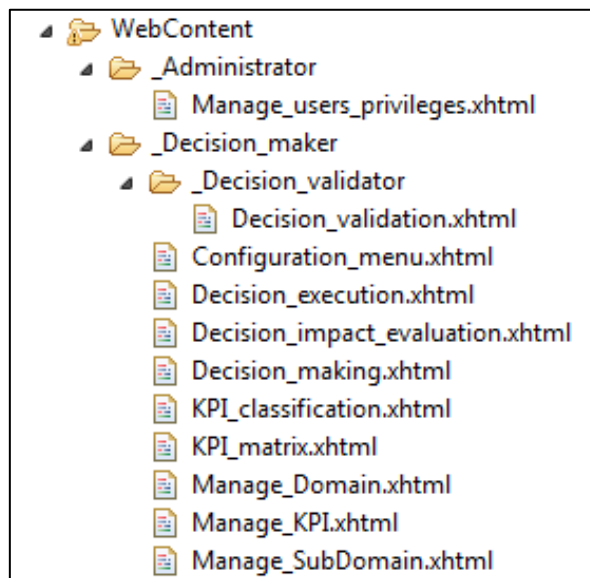 WebContent
_Administrator
Manage_users_privileges.xhtml
_Decision_maker
_Decision_validator
Decision_validation.xhtml
Configuration_menu.xhtml
Decision_execution.xhtml
Decision_impact_evaluation.xhtml
Decision_making.xhtml
KPI_classification.xhtml
KPI_matrix.xhtml
Manage_Domain.xhtml
Manage_KPI.xhtml
Manage_SubDomain.xhtml